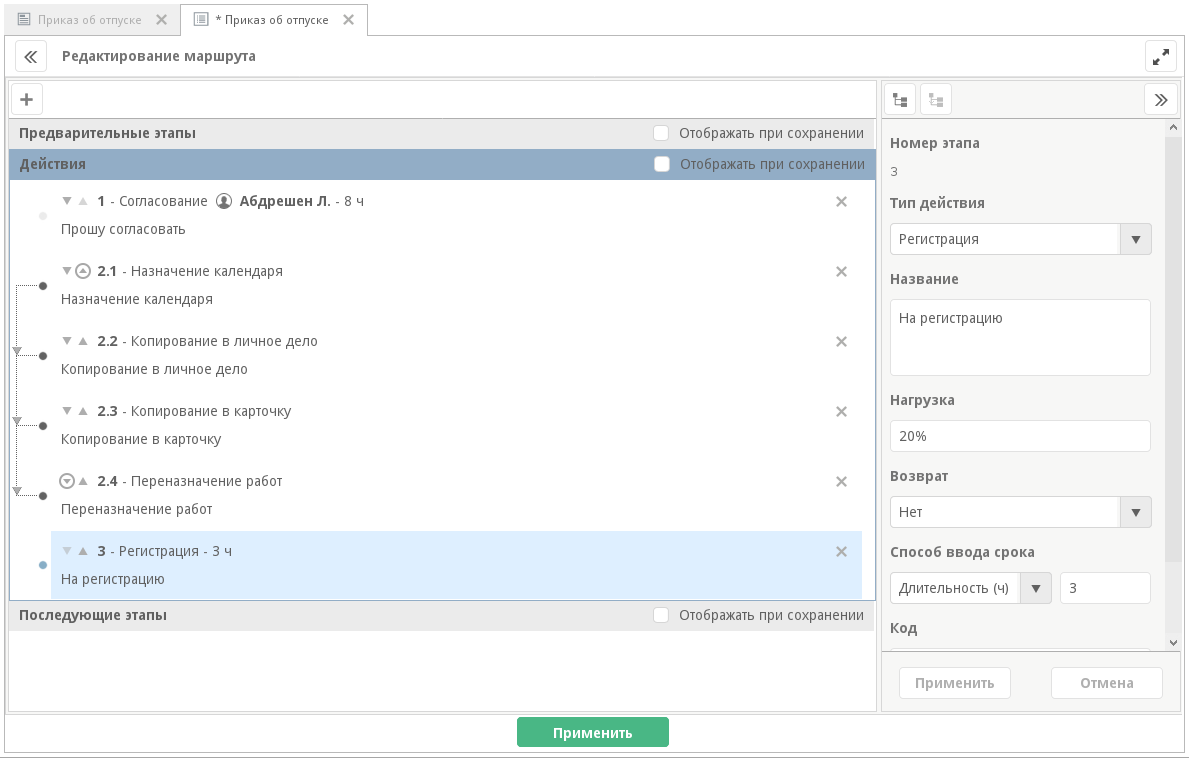 Приказ об отпуске
* Приказ об отпуске
Редактирование маршрута
Предварительные этапы
Отображать при сохранении
Действия
Отображать при сохранении
1 - Согласование Абдрешен Л. - 8 ч
Прошу согласовать
2.1 - Назначение календаря
Назначение календаря
2.2 - Копирование в личное дело
Копирование в личное дело
2.3 - Копирование в карточку
Копирование в карточку
2.4 - Переназначение работ
Переназначение работ
3 - Регистрация - 3 ч
На регистрацию
Последующие этапы
Отображать при сохранении
Номер этапа
3
Тип действия
Регистрация
Название
На регистрацию
Нагрузка
20%
Возврат
Нет
Способ ввода срока
Длительность (ч)
3
Код
Применить
Отмена
Применить